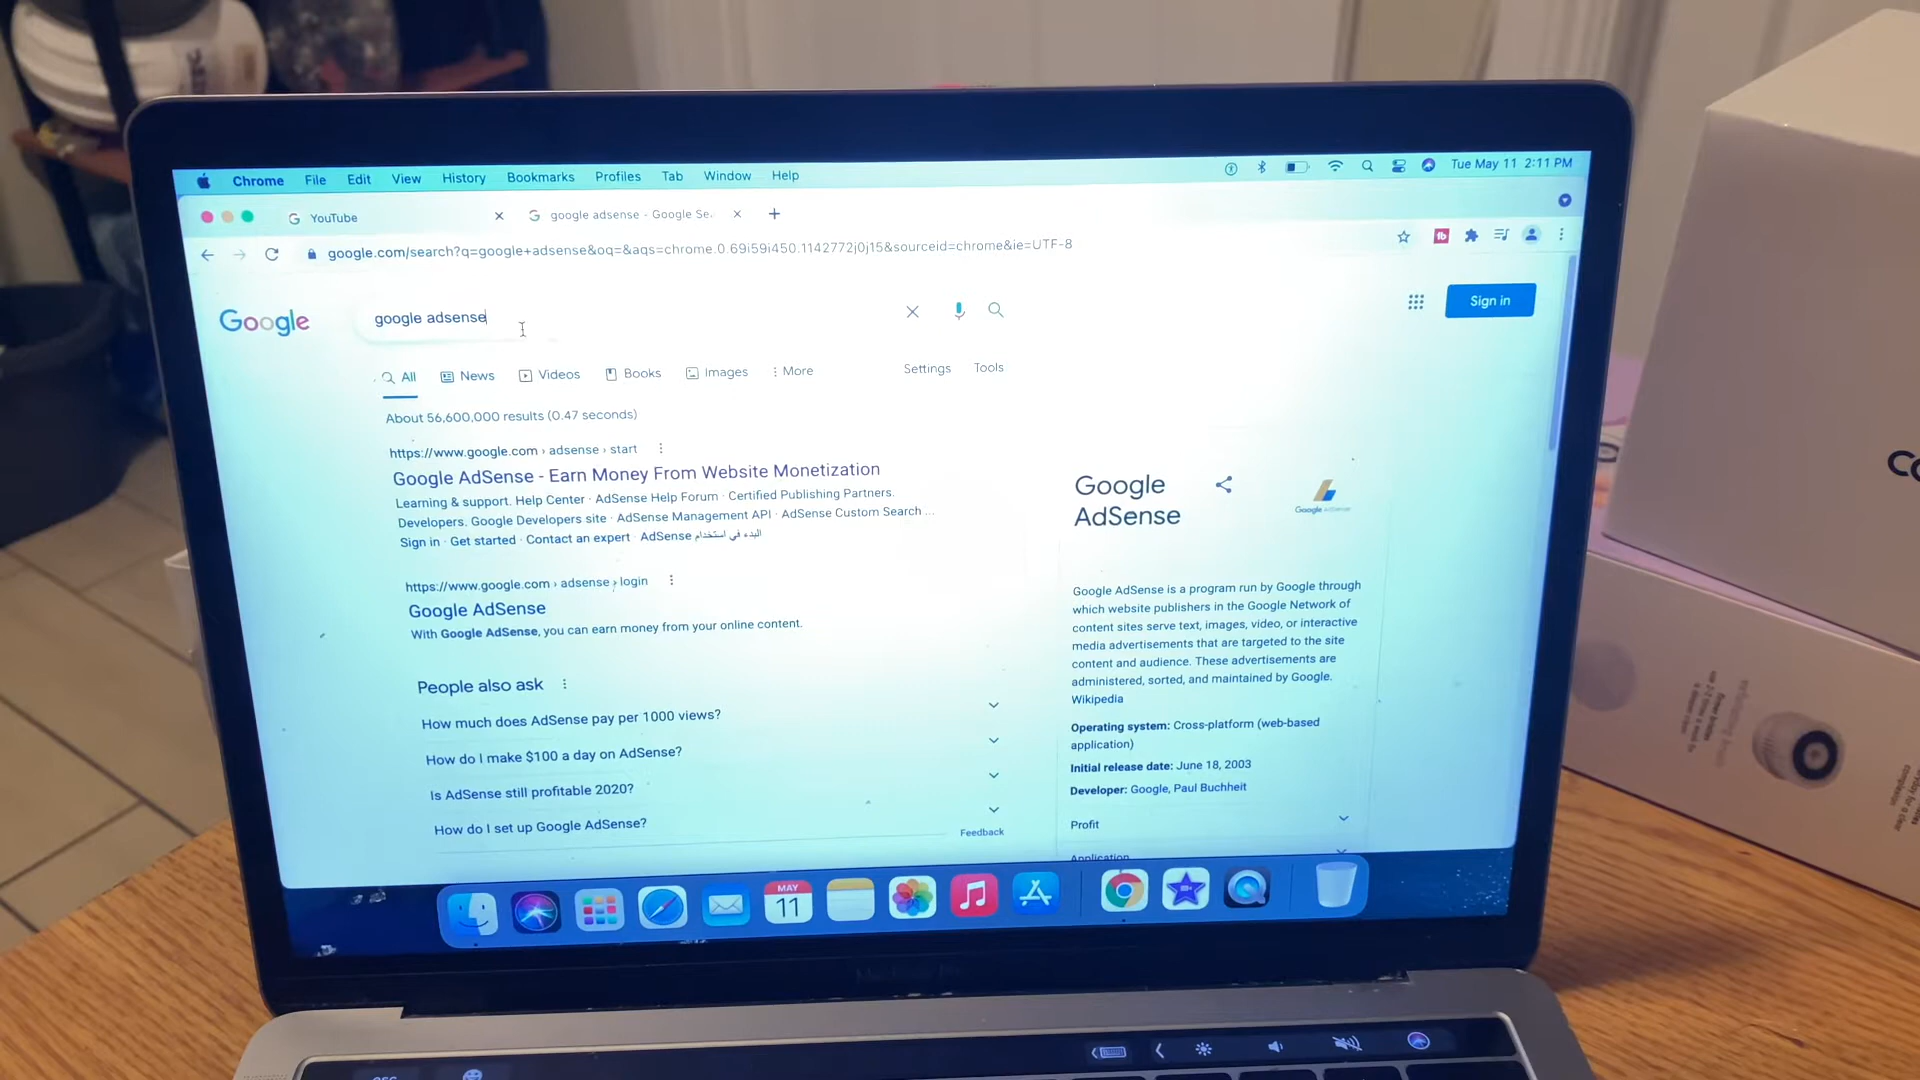 Chrome File Edit View History Bookmarks Profiles Tab Window Help
Tue May 11 2:11 PM
YouTube
google adsense - Google Se
google.com/search?q=google+adsense&oq=&aqs=chrome.0.69i59i450.1142772j0j15&sourceid=chrome&ie=UTF-8
Google
google adsense
Sign in
All News Videos Books Images More
Settings Tools
About 56,600,000 results (0.47 seconds)
https://www.google.com › adsense › start
Google AdSense - Earn Money From Website Monetization
Learning & support. Help Center · AdSense Help Forum · Certified Publishing Partners.
Developers. Google Developers site · AdSense Management API · AdSense Custom Search ...
Sign in · Get started · Contact an expert · AdSense البدء في استخدام
https://www.google.com › adsense › login
Google AdSense
With Google AdSense, you can earn money from your online content.
People also ask
How much does AdSense pay per 1000 views?
How do I make $100 a day on AdSense?
Is AdSense still profitable 2020?
How do I set up Google AdSense?
Feedback
Google
AdSense
Google AdSense
Google AdSense is a program run by Google through
which website publishers in the Google Network of
content sites serve text, images, video, or interactive
media advertisements that are targeted to the site
content and audience. These advertisements are
administered, sorted, and maintained by Google.
Wikipedia
Operating system: Cross-platform (web-based
application)
Initial release date: June 18, 2003
Developer: Google, Paul Buchheit
Profit
Application
MAY
11